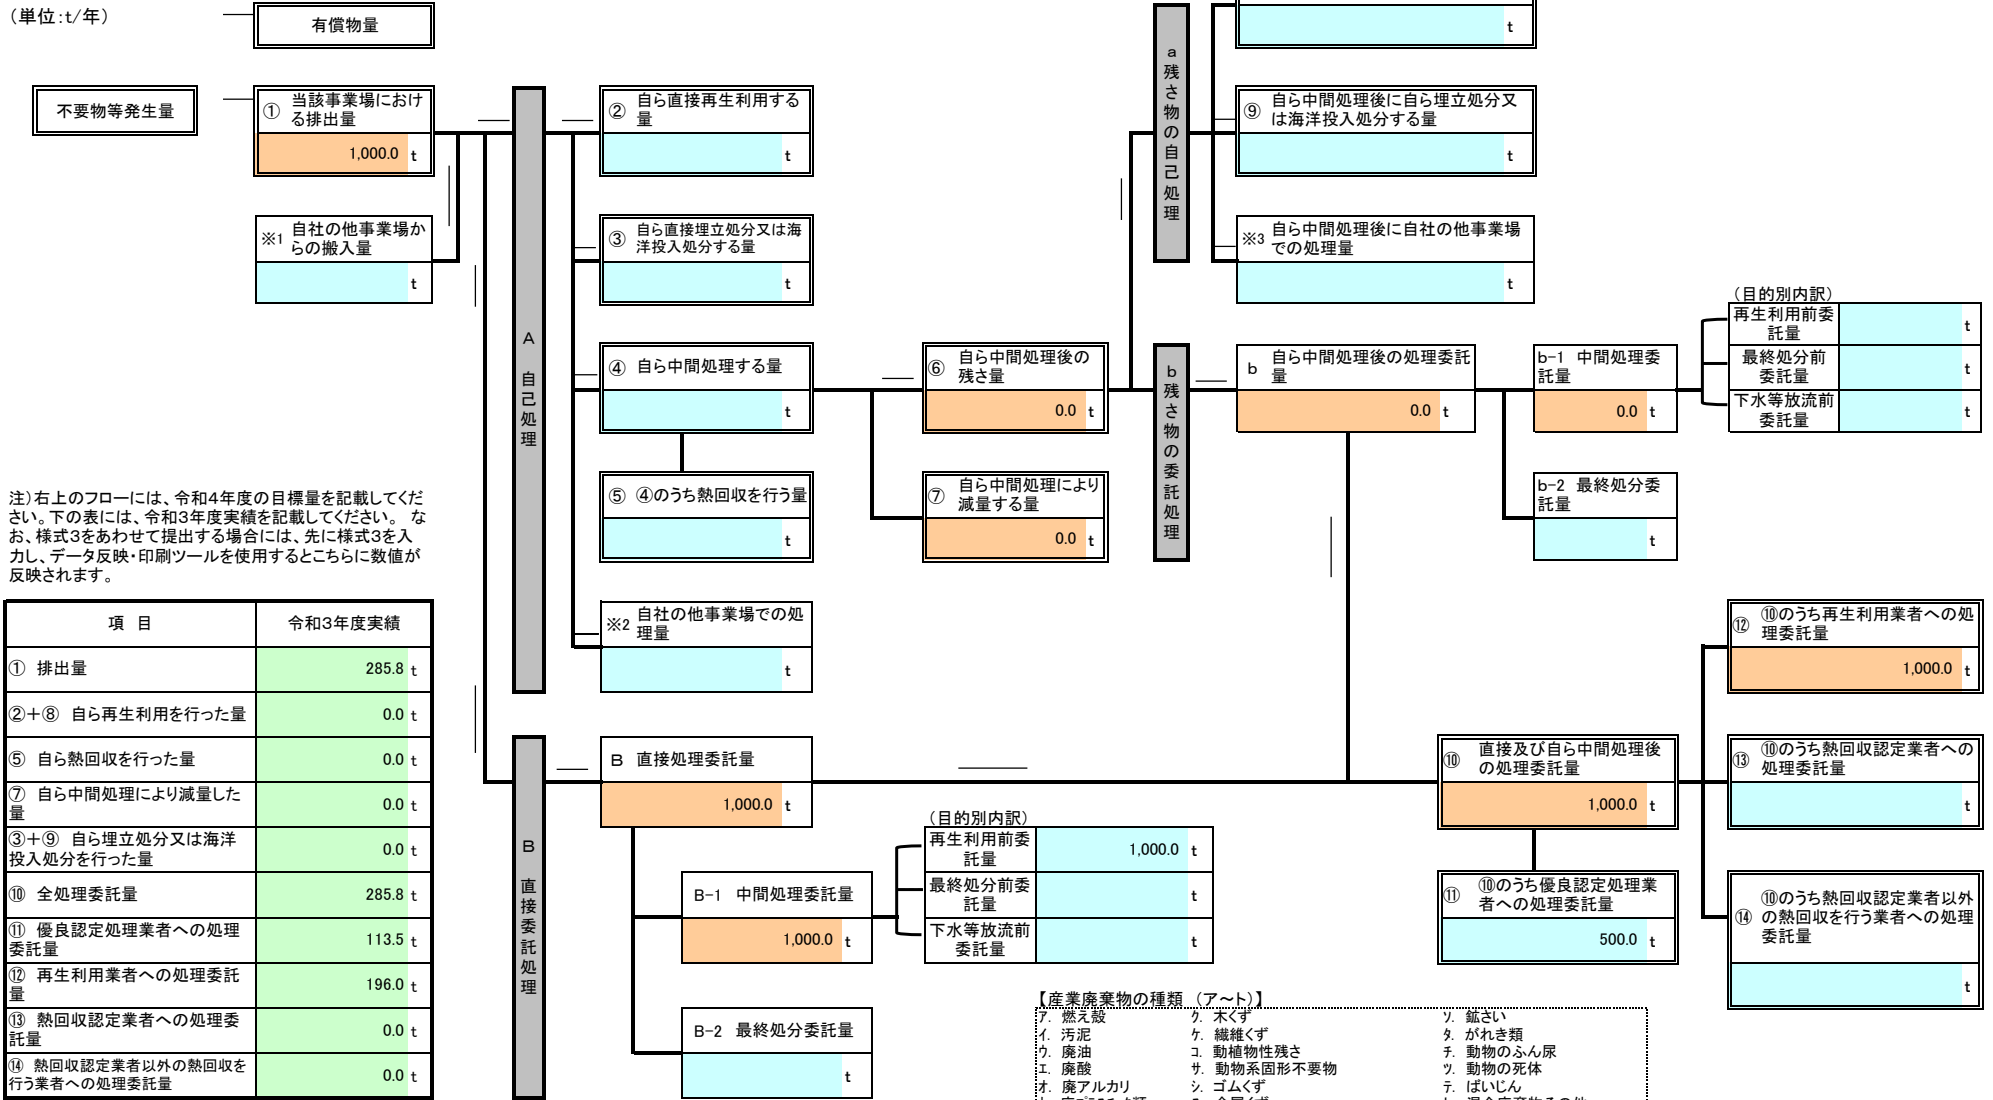 （単位：t/年）
有償物量
不要物等発生量
① 当該事業場におけ
る排出量
1,000.0 t
※1 自社の他事業場か
らの搬入量
t
A 自己処理
② 自ら直接再生利用する
量
t
③ 自ら直接埋立処分又は海
洋投入処分する量
t
④ 自ら中間処理する量
t
⑤ ④のうち熱回収を行う量
t
※2 自社の他事業場での処
理量
t
⑥ 自ら中間処理後の
残さ量
0.0 t
⑦ 自ら中間処理により
減量する量
0.0 t
a 残さ物の自己処理
t
⑨ 自ら中間処理後に自ら埋立処分又
は海洋投入処分する量
t
※3 自ら中間処理後に自社の他事業場
での処理量
t
b 残さ物の委託処理
b 自ら中間処理後の処理委託
量
0.0 t
b-1 中間処理委
託量
0.0 t
（目的別内訳）
再生利用前委
託量
t
最終処分前
委託量
t
下水等放流前
委託量
t
b-2 最終処分委
託量
t
注）右上のフローには、令和4年度の目標量を記載してくだ
さい。下の表には、令和3年度実績を記載してください。 な
お、様式3をあわせて提出する場合には、先に様式3を入
力し、データ反映・印刷ツールを使用するとこちらに数値が
反映されます。
項 目 令和3年度実績
① 排出量 285.8 t
②＋⑧ 自ら再生利用を行った量 0.0 t
⑤ 自ら熱回収を行った量 0.0 t
⑦ 自ら中間処理により減量した
量 0.0 t
③＋⑨ 自ら埋立処分又は海洋
投入処分を行った量 0.0 t
⑩ 全処理委託量 285.8 t
⑪ 優良認定処理業者への処理
委託量 113.5 t
⑫ 再生利用業者への処理委託
量 196.0 t
⑬ 熱回収認定業者への処理委
託量 0.0 t
⑭ 熱回収認定業者以外の熱回収を
行う業者への処理委託量 0.0 t
B 直接委託処理
B 直接処理委託量
1,000.0 t
B-1 中間処理委託量
1,000.0 t
（目的別内訳）
再生利用前委
託量
1,000.0 t
最終処分前委
託量
t
下水等放流前
委託量
t
B-2 最終処分委託量
t
⑩ 直接及び自ら中間処理後
の処理委託量
1,000.0 t
⑪ ⑩のうち優良認定処理業
者への処理委託量
500.0 t
⑫ ⑩のうち再生利用業者への処
理委託量
1,000.0 t
⑬ ⑩のうち熱回収認定業者への
処理委託量
t
⑭ ⑩のうち熱回収認定業者以外
の熱回収を行う業者への処理
委託量
t
【産業廃棄物の種類 （ア～ト）】
ア. 燃え殻 ク. 木くず ソ. 鉱さい
イ. 汚泥 ケ. 繊維くず タ. がれき類
ウ. 廃油 コ. 動植物性残さ チ. 動物のふん尿
エ. 廃酸 サ. 動物系固形不要物 ツ. 動物の死体
オ. 廃アルカリ シ. ゴムくず テ. ばいじん